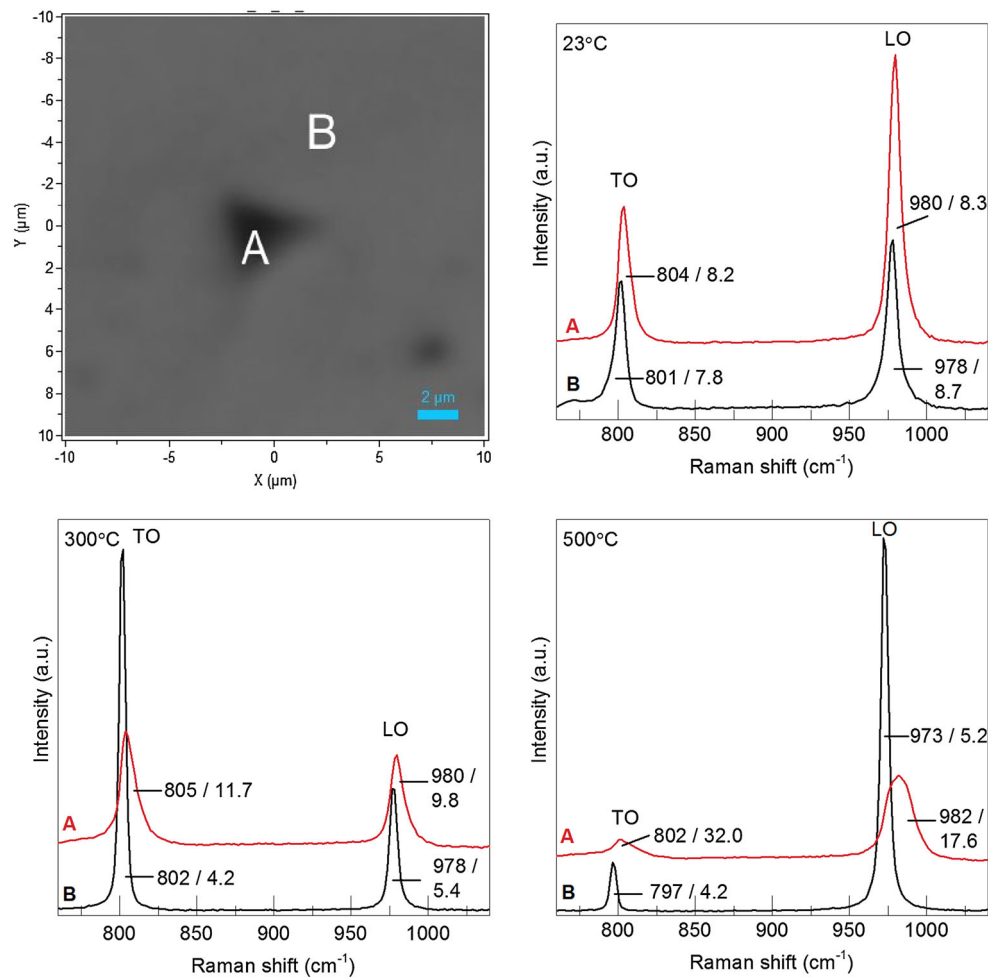 -10
-8
-6
-4
-2
0
2
4
6
8
10
Y (µm)
-10
-5
0
5
10
X (µm)
B
A
2 µm
23°C
LO
TO
980 / 8.3
804 / 8.2
A
978 /
8.7
B
801 / 7.8
Intensity (a.u.)
800
850
900
950
1000
Raman shift (cm⁻¹)
300°C
TO
LO
805 / 11.7
980 /
9.8
A
802 / 4.2
978 /
5.4
B
Intensity (a.u.)
800
850
900
950
1000
Raman shift (cm⁻¹)
500°C
LO
973 / 5.2
TO
802 / 32.0
982 /
17.6
A
797 / 4.2
B
Intensity (a.u.)
800
850
900
950
1000
Raman shift (cm⁻¹)